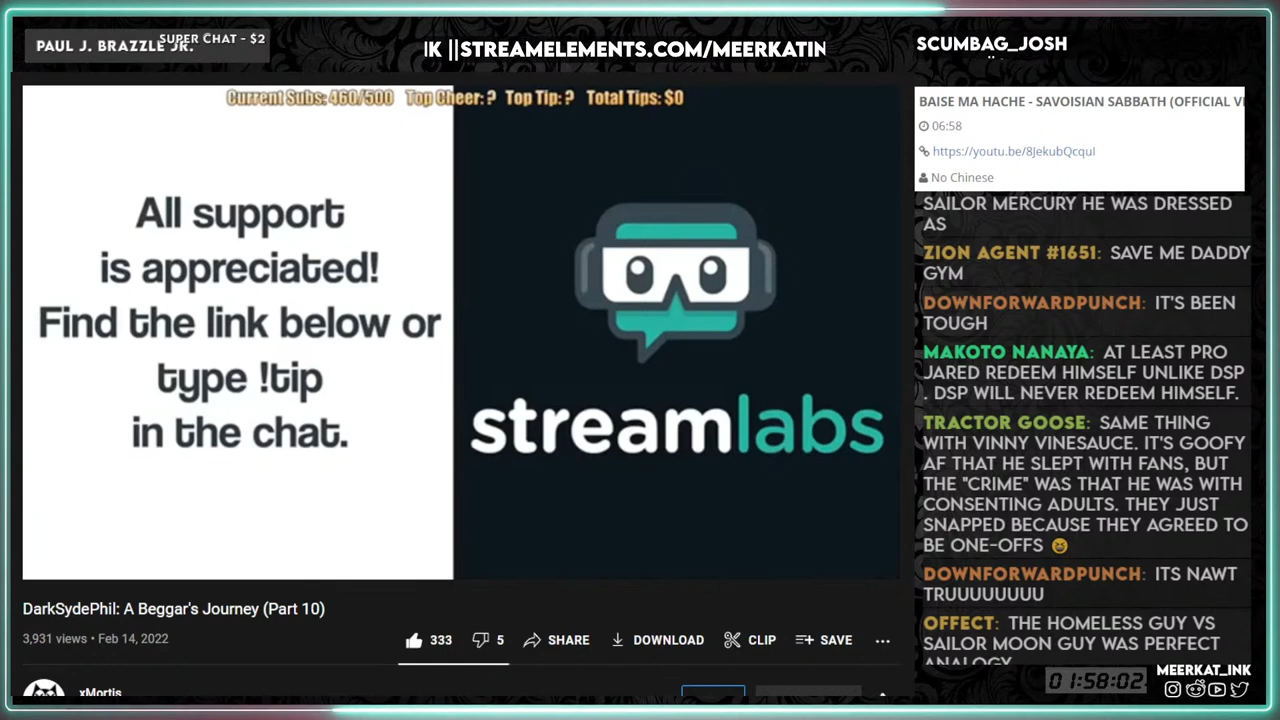 PAUL J. BRAZZLE JR.
SUPER CHAT - $2
IK ||STREAMELEMENTS.COM/MEERKATIN
SCUMBAG_JOSH
Current Subs: 460/500 Top Cheer: ? Top Tip: ? Total Tips: $0
All support
is appreciated!
Find the link below or
type !tip
in the chat.
streamlabs
DarkSydePhil: A Beggar's Journey (Part 10)
3,931 views • Feb 14, 2022
333
5
SHARE
DOWNLOAD
CLIP
SAVE
xMortis
BAISE MA HACHE - SAVOISIAN SABBATH (OFFICIAL VI
06:58
https://youtu.be/8JekubQcquI
No Chinese
SAILOR MERCURY HE WAS DRESSED
AS
ZION AGENT #1651: SAVE ME DADDY
GYM
DOWNFORWARDPUNCH: IT'S BEEN
TOUGH
MAKOTO NANAYA: AT LEAST PRO
JARED REDEEM HIMSELF UNLIKE DSP
. DSP WILL NEVER REDEEM HIMSELF.
TRACTOR GOOSE: SAME THING
WITH VINNY VINESAUCE. IT'S GOOFY
AF THAT HE SLEPT WITH FANS, BUT
THE "CRIME" WAS THAT HE WAS WITH
CONSENTING ADULTS. THEY JUST
SNAPPED BECAUSE THEY AGREED TO
BE ONE-OFFS 😆
DOWNFORWARDPUNCH: ITS NAWT
TRUUUUUUUU
OFFECT: THE HOMELESS GUY VS
SAILOR MOON GUY WAS PERFECT
ANALOGY
01:58:02
MEERKAT_INK